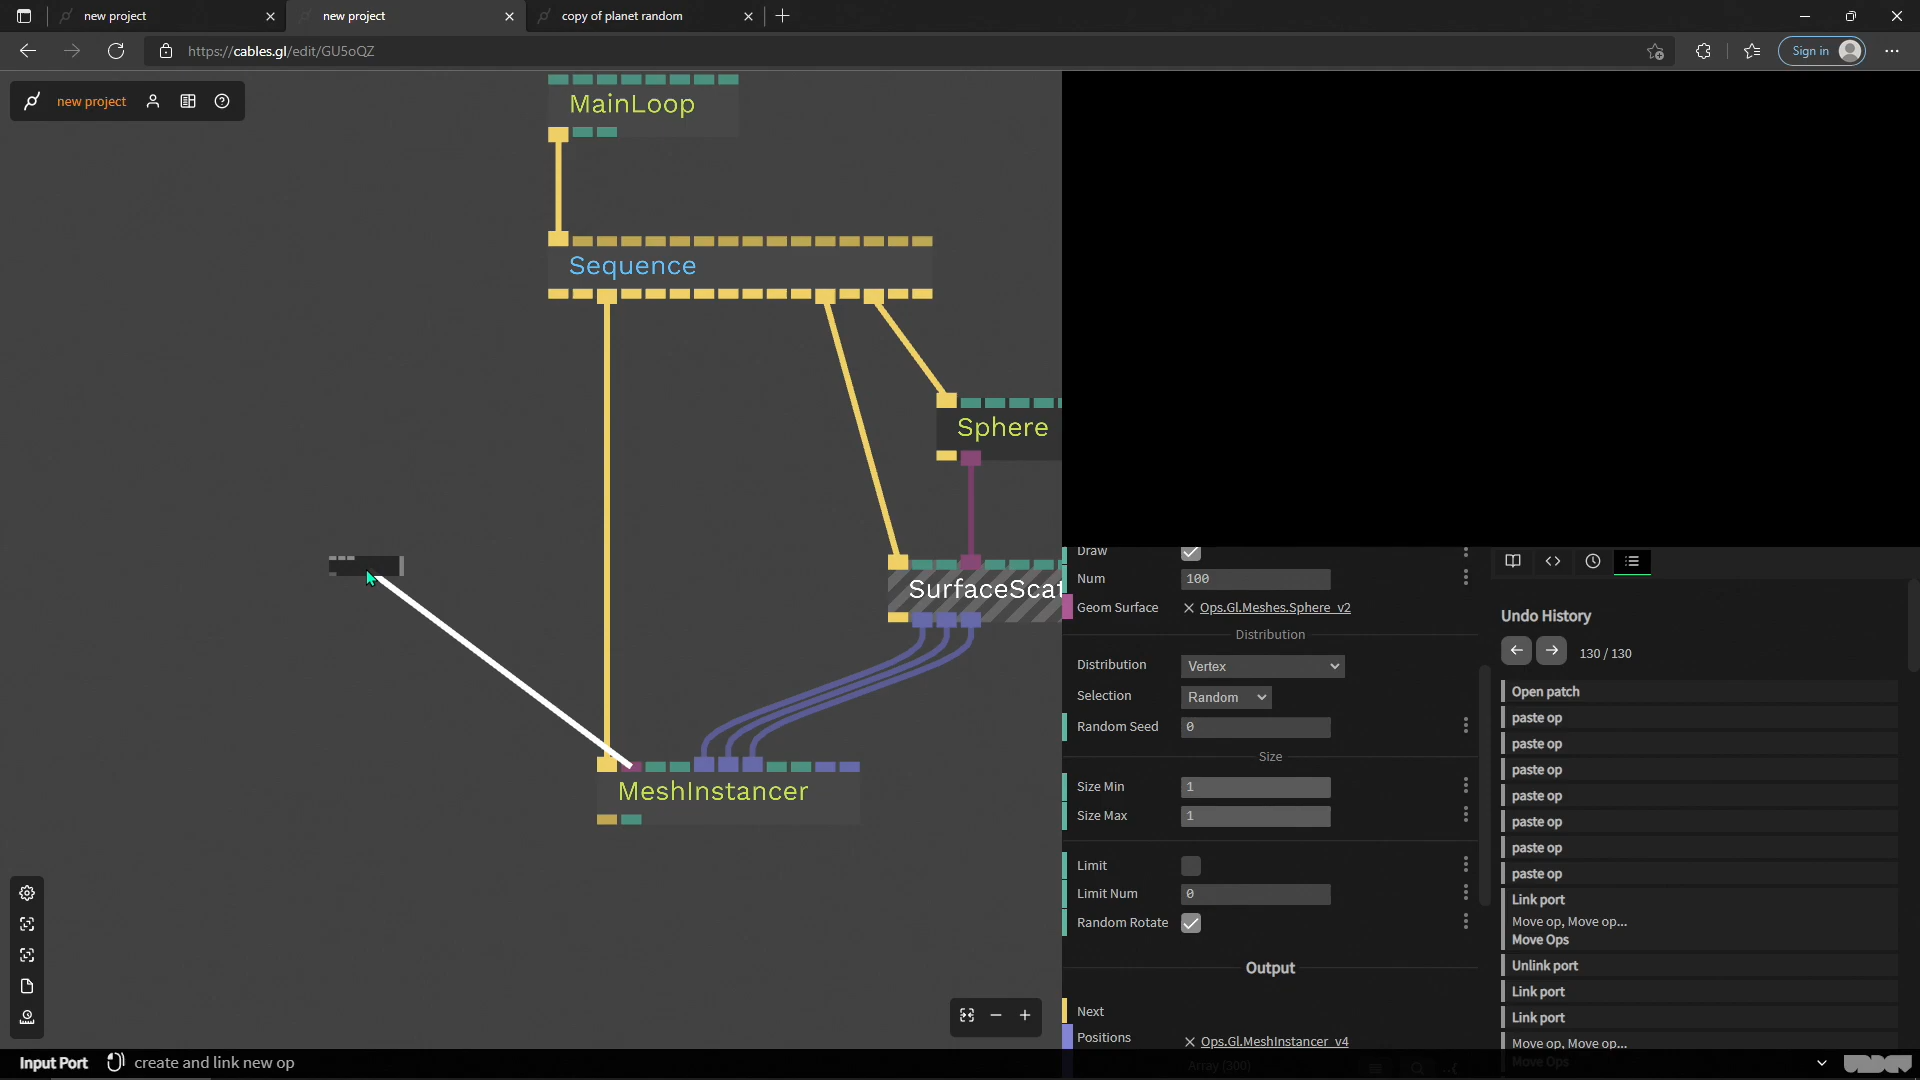 new project
new project
copy of planet random
https://cables.gl/edit/GU5oQZ
Sign in
new project
MainLoop
Sequence
Sphere
SurfaceScat
MeshInstancer
Draw
Num
100
Geom Surface
Ops.Gl.Meshes.Sphere_v2
Distribution
Distribution
Vertex
Selection
Random
Random Seed
0
Size
Size Min
1
Size Max
1
Limit
Limit Num
0
Random Rotate
Output
Next
Positions
Ops.Gl.MeshInstancer_v4
Array (300)
Undo History
130 / 130
Open patch
paste op
paste op
paste op
paste op
paste op
paste op
paste op
Link port
Move op, Move op...
Move Ops
Unlink port
Link port
Link port
Move op, Move op...
Move Ops
Input Port
create and link new op